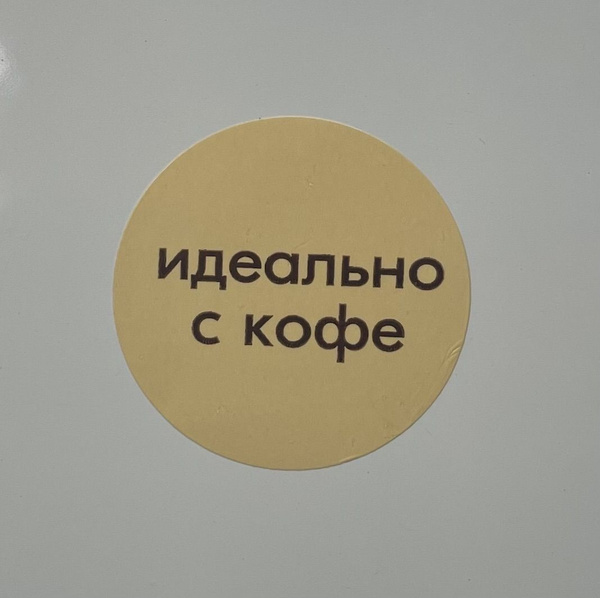 идеально
с кофе